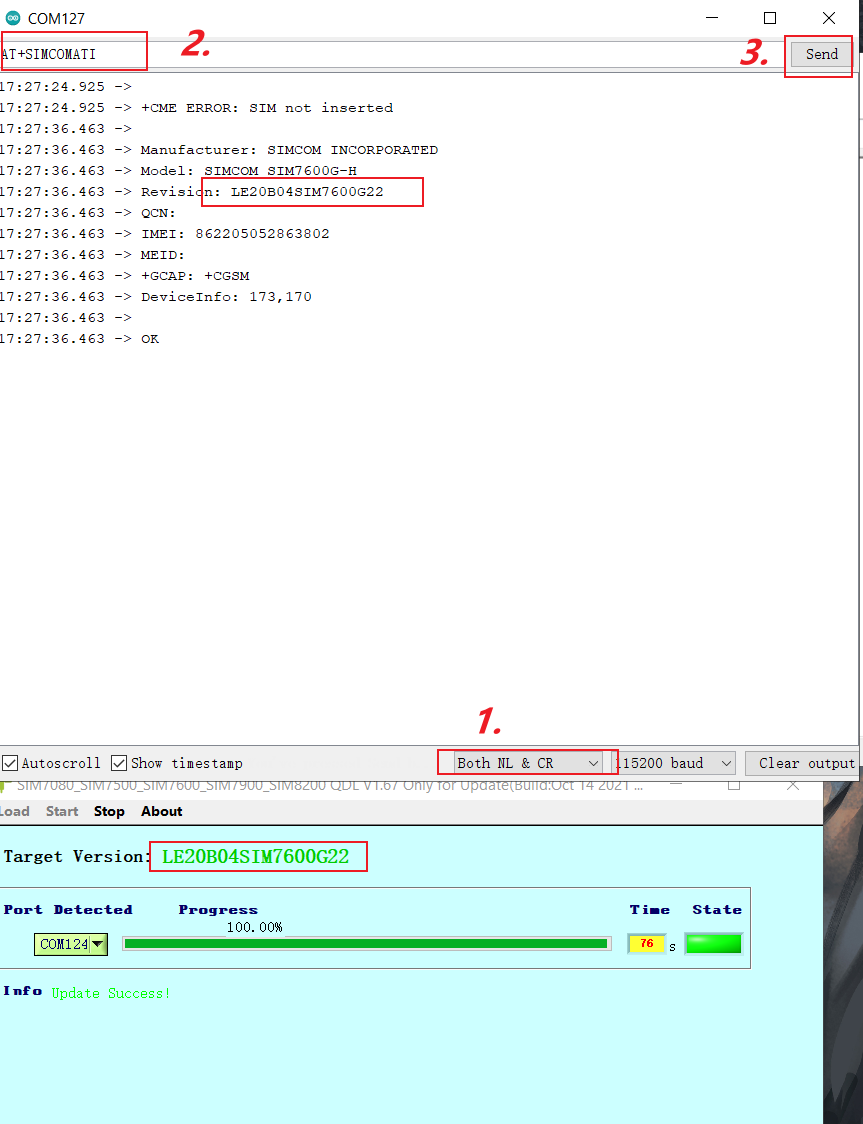 COM127
2.
3.
AT+SIMCOMATI
Send
17:27:24.925 ->
17:27:24.925 -> +CME ERROR: SIM not inserted
17:27:36.463 ->
17:27:36.463 -> Manufacturer: SIMCOM INCORPORATED
17:27:36.463 -> Model: SIMCOM_SIM7600G-H
17:27:36.463 -> Revision: LE20B04SIM7600G22
17:27:36.463 -> QCN:
17:27:36.463 -> IMEI: 862205052863802
17:27:36.463 -> MEID:
17:27:36.463 -> +GCAP: +CGSM
17:27:36.463 -> DeviceInfo: 173,170
17:27:36.463 ->
17:27:36.463 -> OK
1.
Autoscroll Show timestamp Both NL & CR 115200 baud Clear output
SIM7080_SIM7500_SIM7600_SIM7900_SIM8200 QDL V1.67 Only for Update(Build:Oct 14 2021 ...
Load Start Stop About
Target Version: LE20B04SIM7600G22
Port Detected Progress Time State
100.00%
COM124 76 s
Info Update Success!